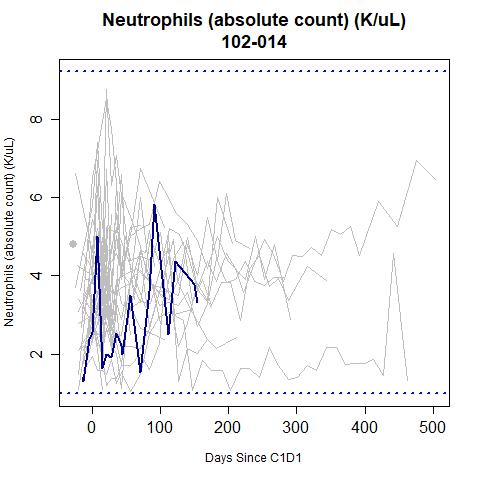 Neutrophils (absolute count) (K/uL)
102-014
Neutrophils (absolute count) (K/uL)
8
6
4
2
0 100 200 300 400 500
Days Since C1D1